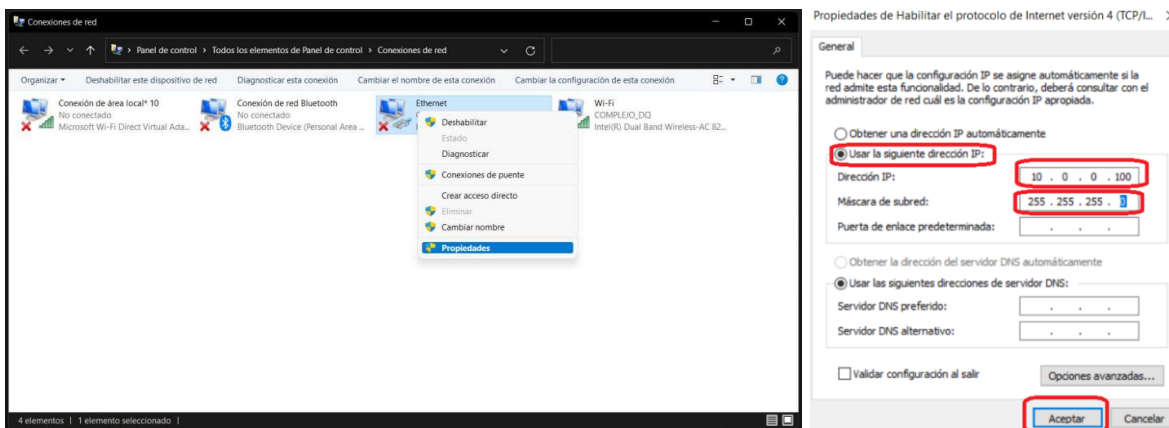 Conexiones de red
Panel de control > Todos los elementos de Panel de control > Conexiones de red
Organizar Deshabilitar este dispositivo de red Diagnosticar esta conexión Cambiar el nombre de esta conexión Cambiar la configuración de esta conexión
Conexión de área local* 10
No conectado
Microsoft Wi-Fi Direct Virtual Ada...
Conexión de red Bluetooth
No conectado
Bluetooth Device (Personal Area ...
Ethernet
Wi-Fi
COMPLEJO_DQ
Intel(R) Dual Band Wireless-AC 82...
Deshabilitar
Estado
Diagnosticar
Conexiones de puente
Crear acceso directo
Eliminar
Cambiar nombre
Propiedades
4 elementos | 1 elemento seleccionado |
Propiedades de Habilitar el protocolo de Internet versión 4 (TCP/I...
General
Puede hacer que la configuración IP se asigne automáticamente si la
red admite esta funcionalidad. De lo contrario, deberá consultar con el
administrador de red cuál es la configuración IP apropiada.
Obtener una dirección IP automáticamente
Usar la siguiente dirección IP:
Dirección IP: 10 . 0 . 0 . 100
Máscara de subred: 255 . 255 . 255 . 0
Puerta de enlace predeterminada: . . .
Obtener la dirección del servidor DNS automáticamente
Usar las siguientes direcciones de servidor DNS:
Servidor DNS preferido: . . .
Servidor DNS alternativo: . . .
Validar configuración al salir
Opciones avanzadas...
Aceptar Cancelar